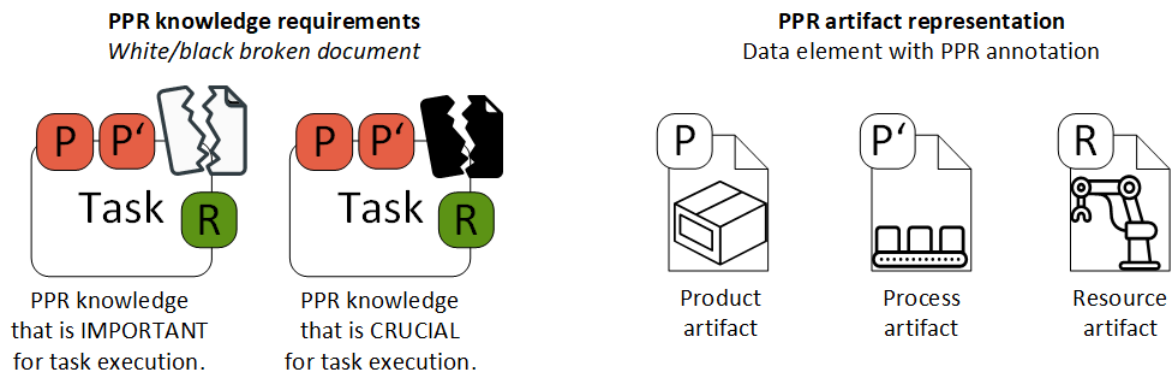 PPR knowledge requirements
White/black broken document
P P‘
Task R
PPR knowledge
that is IMPORTANT
for task execution.
P P‘
Task R
PPR knowledge
that is CRUCIAL
for task execution.
PPR artifact representation
Data element with PPR annotation
P
Product
artifact
P‘
Process
artifact
R
Resource
artifact